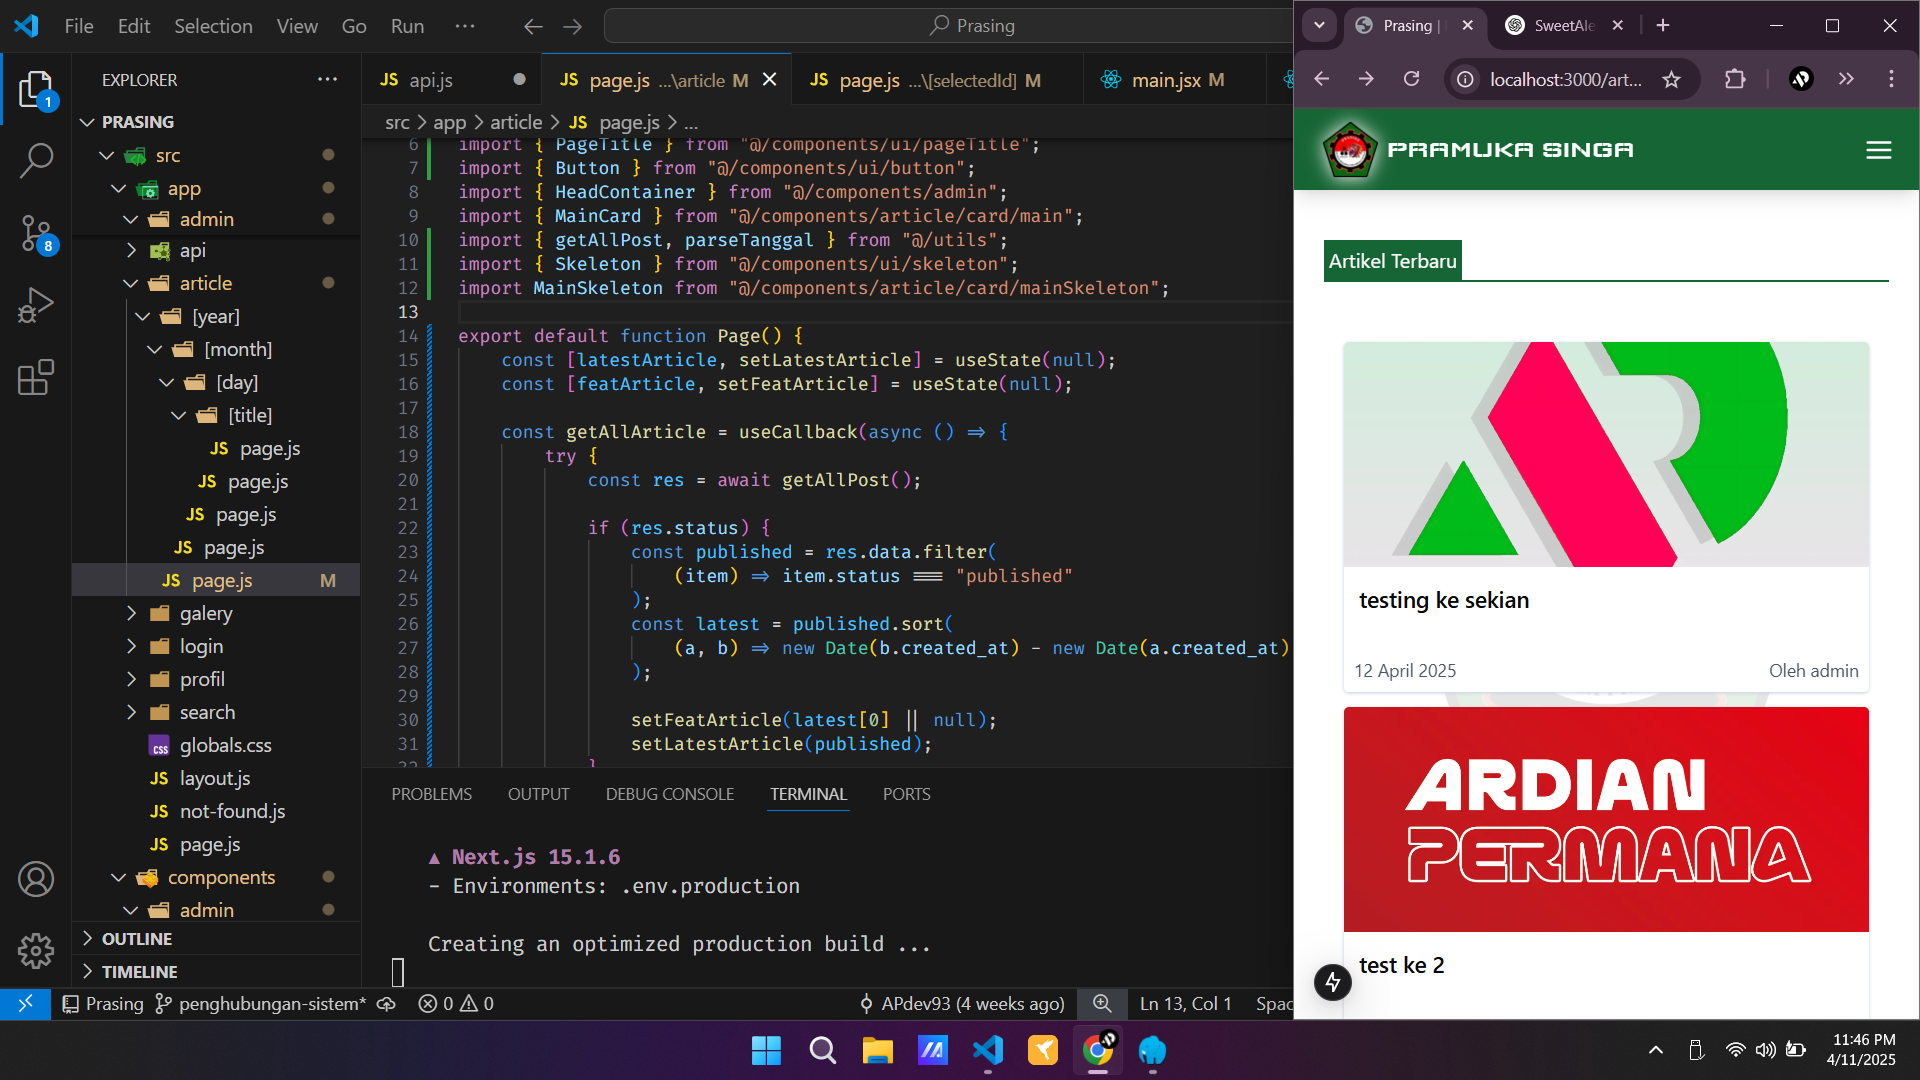 File Edit Selection View Go Run ...
Prasing
EXPLORER
PRASING
src
app
admin
api
article
[year]
[month]
[day]
[title]
JS page.js
JS page.js
JS page.js
JS page.js
JS page.js M
galery
login
profil
search
css globals.css
JS layout.js
JS not-found.js
JS page.js
components
admin
OUTLINE
TIMELINE
1
8
JS api.js
JS page.js ...\article M
JS page.js ...\[selectedId] M
main.jsx M
src > app > article > JS page.js > ...
6 import { PageTitle } from "@/components/ui/pageTitle";
7 import { Button } from "@/components/ui/button";
8 import { HeadContainer } from "@/components/admin";
9 import { MainCard } from "@/components/article/card/main";
10 import { getAllPost, parseTanggal } from "@/utils";
11 import { Skeleton } from "@/components/ui/skeleton";
12 import MainSkeleton from "@/components/article/card/mainSkeleton";
13
14 export default function Page() {
15 const [latestArticle, setLatestArticle] = useState(null);
16 const [featArticle, setFeatArticle] = useState(null);
17
18 const getAllArticle = useCallback(async () => {
19 try {
20 const res = await getAllPost();
21
22 if (res.status) {
23 const published = res.data.filter(
24 (item) => item.status === "published"
25 );
26 const latest = published.sort(
27 (a, b) => new Date(b.created_at) - new Date(a.created_at)
28 );
29
30 setFeatArticle(latest[0] || null);
31 setLatestArticle(published);
32 }
PROBLEMS OUTPUT DEBUG CONSOLE TERMINAL PORTS
▲ Next.js 15.1.6
- Environments: .env.production
Creating an optimized production build ...
Prasing penghubungan-sistem* 0 0
APdev93 (4 weeks ago) Ln 13, Col 1 Spac
Prasing |
SweetAle
localhost:3000/art...
PRAMUKA SINGA
Artikel Terbaru
testing ke sekian
12 April 2025 Oleh admin
ARDIAN
PERMANA
test ke 2
11:46 PM
4/11/2025